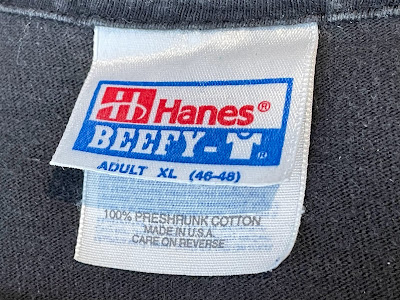 Hanes®
BEEFY-T®
ADULT XL (46-48)
100% PRESHRUNK COTTON
MADE IN U.S.A.
CARE ON REVERSE